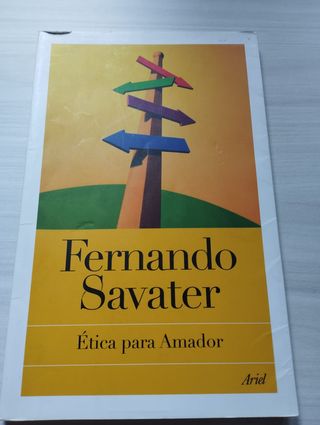 Fernando
Savater
Ética para Amador
Ariel